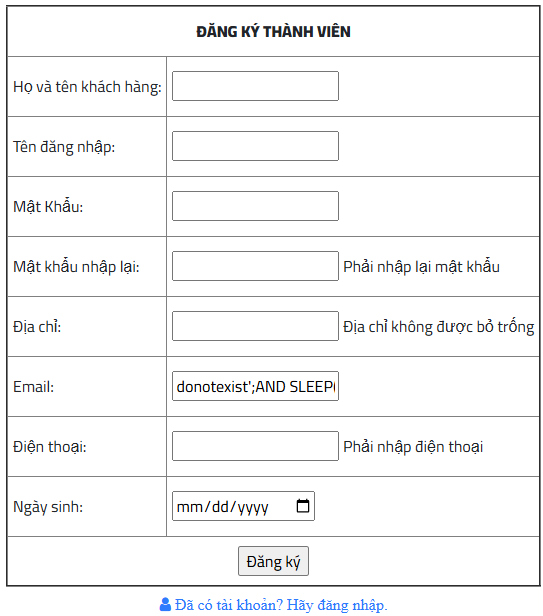 ĐĂNG KÝ THÀNH VIÊN
Họ và tên khách hàng:
Tên đăng nhập:
Mật Khẩu:
Mật khẩu nhập lại: Phải nhập lại mật khẩu
Địa chỉ: Địa chỉ không được bỏ trống
Email: donotexist';AND SLEEP(
Điện thoại: Phải nhập điện thoại
Ngày sinh: mm/dd/yyyy
Đăng ký
Đã có tài khoản? Hãy đăng nhập.